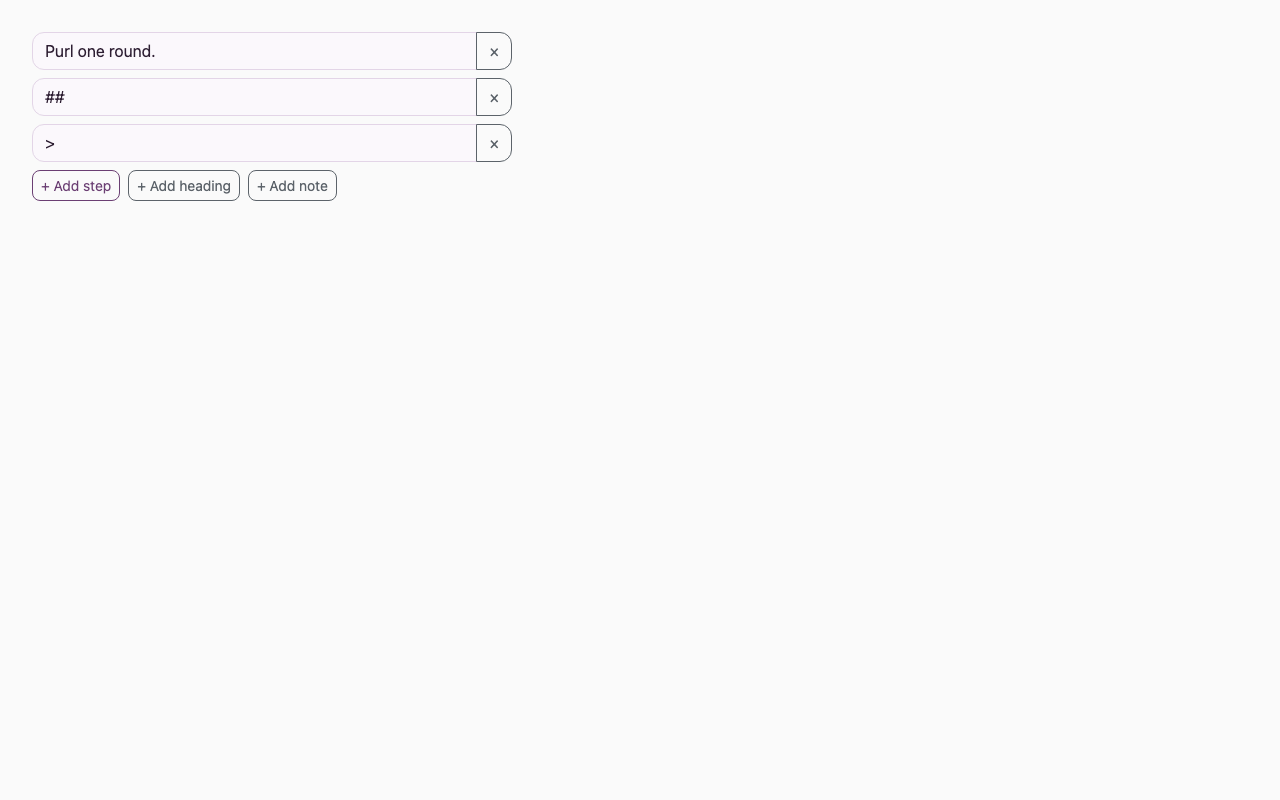 Purl one round. ×
## ×
> ×
+ Add step + Add heading + Add note